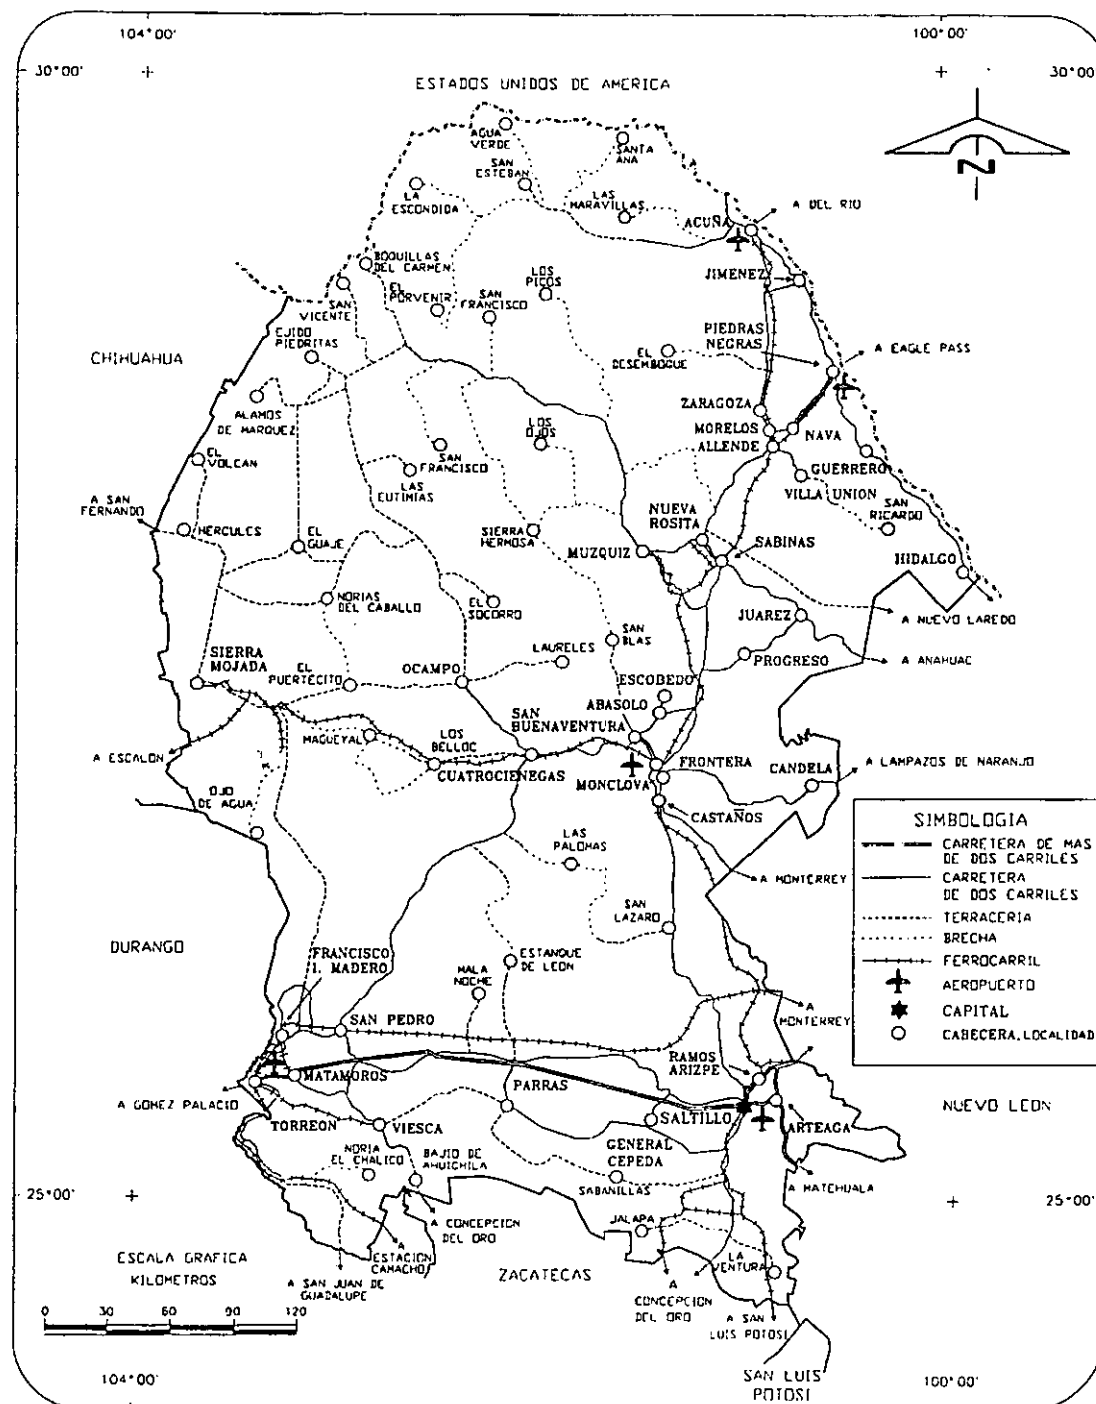 104°00'
100°00'
30°00'
30°00
ESTADOS UNIDOS DE AMERICA
AGUA
VERDE
SANTA
ANA
SAN
ESTEBAN
LA
ESCONDIDA
LAS
MARAVILLAS
ACUÑA
A DEL RIO
N
BOQUILLAS
DEL CARMEN
LOS
PICOS
JIMENEZ
EL
PORVENIR
SAN
FRANCISCO
SAN
VICENTE
EJIDO
PIEDRITAS
PIEDRAS
NEGRAS
CHIHUAHUA
EL
DESEMBOQUE
A EAGLE PASS
ALAMOS
DE MARQUEZ
ZARAGOZA
LOS
OJOS
MORELOS
NAVA
ALLENDE
EL
VOLCAN
SAN
FRANCISCO
GUERRERO
LAS
EUTIMIAS
VILLA UNION
A SAN
FERNANDO
NUEVA
ROSITA
SAN
RICARDO
HERCULES
EL
GUAJE
SIERRA
HERMOSA
MUZQUIZ
SABINAS
HIDALGO
NORIAS
DEL CABALLO
EL
SOCORRO
JUAREZ
A NUEVO LAREDO
SIERRA
MOJADA
SAN
BLAS
LAURELES
PROGRESO
A ANAHUAC
EL
PUERTECITO
OCAMPO
ESCOBEDO
ABASOLO
SAN
BUENAVENTURA
MAGUEYAL
LOS
BELLOC
A ESCALON
CUATROCIENEGAS
FRONTERA
CANDELA
A LAMPAZOS DE NARANJO
MONCLOVA
OJO
DE AGUA
CASTAÑOS
SIMBOLOGIA
CARRETERA DE MAS
DE DOS CARRILES
CARRETERA
DE DOS CARRILES
TERRACERIA
BRECHA
FERROCARRIL
AEROPUERTO
CAPITAL
CABECERA, LOCALIDAD
LAS
PALOMAS
A MONTERREY
SAN
LAZARO
DURANGO
FRANCISCO
I. MADERO
ESTANQUE
DE LEON
MALA
NOCHE
A
MONTERREY
SAN PEDRO
RAMOS
ARIZPE
MATAMOROS
PARRAS
A GOMEZ PALACIO
SALTILLO
NUEVO LEON
TORREON
VIESCA
ARTEAGA
GENERAL
CEPEDA
NORIA
EL CHALICO
BAJIO DE
AHUICHILA
SABANILLAS
A MATEHUALA
25°00'
25°00'
A CONCEPCION
DEL ORO
JALAPA
A
ESTACION
CAMACHO
LA
VENTURA
ESCALA GRAFICA
KILOMETROS
ZACATECAS
A SAN JUAN DE
GUADALUPE
A
CONCEPCION
DEL ORO
A SAN
LUIS POTOSI
0 30 60 90 120
SAN LUIS
POTOSI
104°00'
100°00'